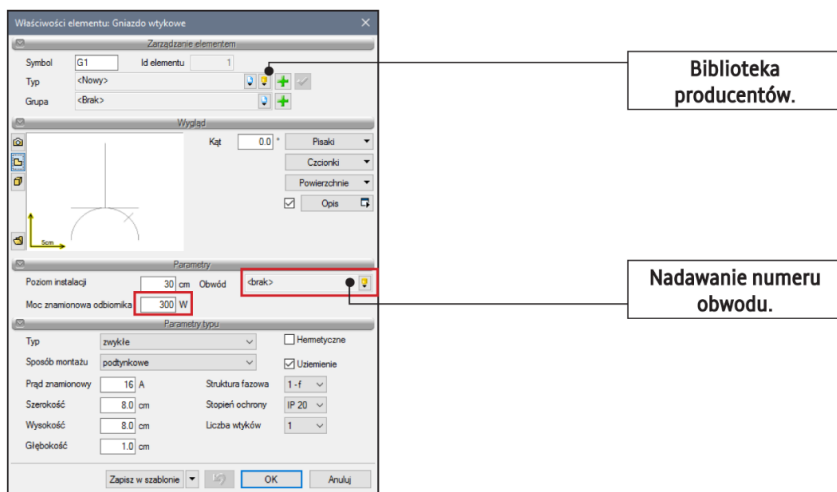 Właściwości elementu: Gniazdo wtykowe
Zarządzanie elementem
Symbol G1 Id elementu 1
Typ <Nowy>
Grupa <Brak>
Biblioteka
producentów.
Wygląd
Kąt 0.0 ° Pisaki
Czcionki
Powierzchnie
Opis
5cm
Parametry
Poziom instalacji 30 cm Obwód <brak>
Moc znamionowa odbiornika 300 W
Nadawanie numeru
obwodu.
Parametry typu
Typ zwykłe Hermetyczne
Sposób montażu podtynkowe Uziemienie
Prąd znamionowy 16 A Struktura fazowa 1-f
Szerokość 8.0 cm Stopień ochrony IP 20
Wysokość 8.0 cm Liczba wtyków 1
Głębokość 1.0 cm
Zapisz w szablonie OK Anuluj